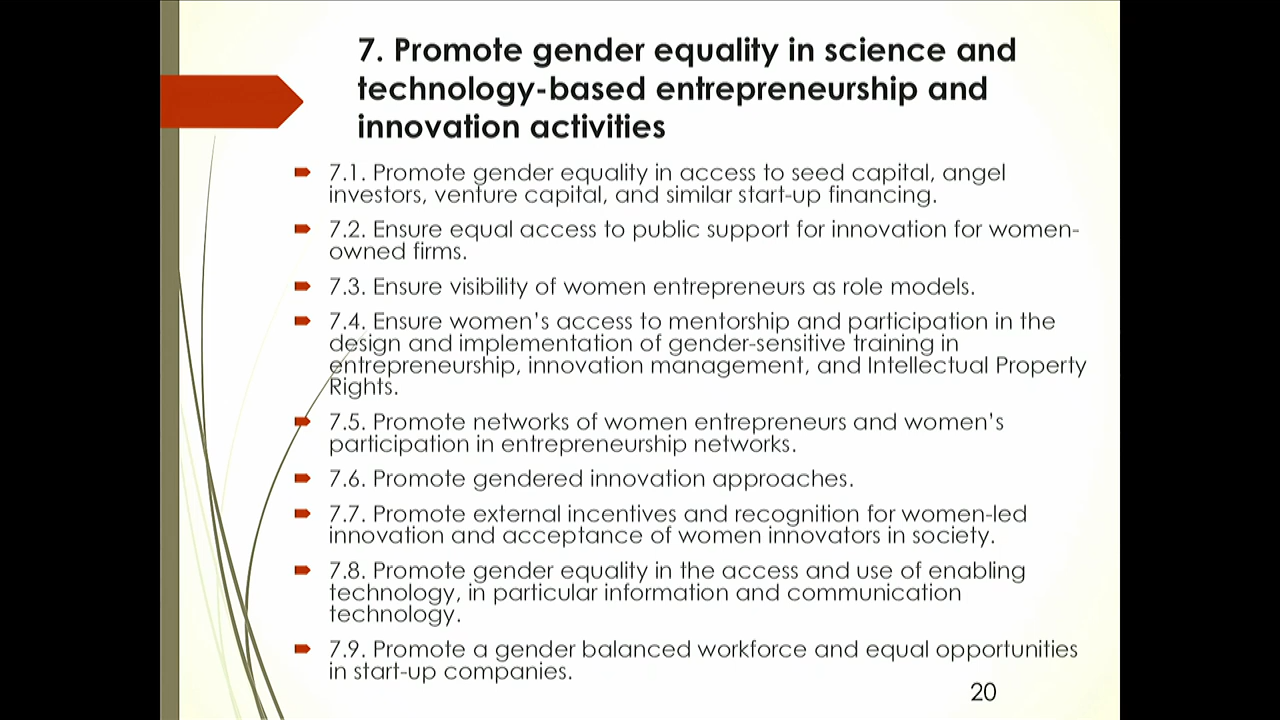 7. Promote gender equality in science and
technology-based entrepreneurship and
innovation activities
7.1. Promote gender equality in access to seed capital, angel
investors, venture capital, and similar start-up financing.
7.2. Ensure equal access to public support for innovation for women-
owned firms.
7.3. Ensure visibility of women entrepreneurs as role models.
7.4. Ensure women's access to mentorship and participation in the
design and implementation of gender-sensitive training in
entrepreneurship, innovation management, and Intellectual Property
Rights.
7.5. Promote networks of women entrepreneurs and women's
participation in entrepreneurship networks.
7.6. Promote gendered innovation approaches.
7.7. Promote external incentives and recognition for women-led
innovation and acceptance of women innovators in society.
7.8. Promote gender equality in the access and use of enabling
technology, in particular information and communication
technology.
7.9. Promote a gender balanced workforce and equal opportunities
in start-up companies.
20